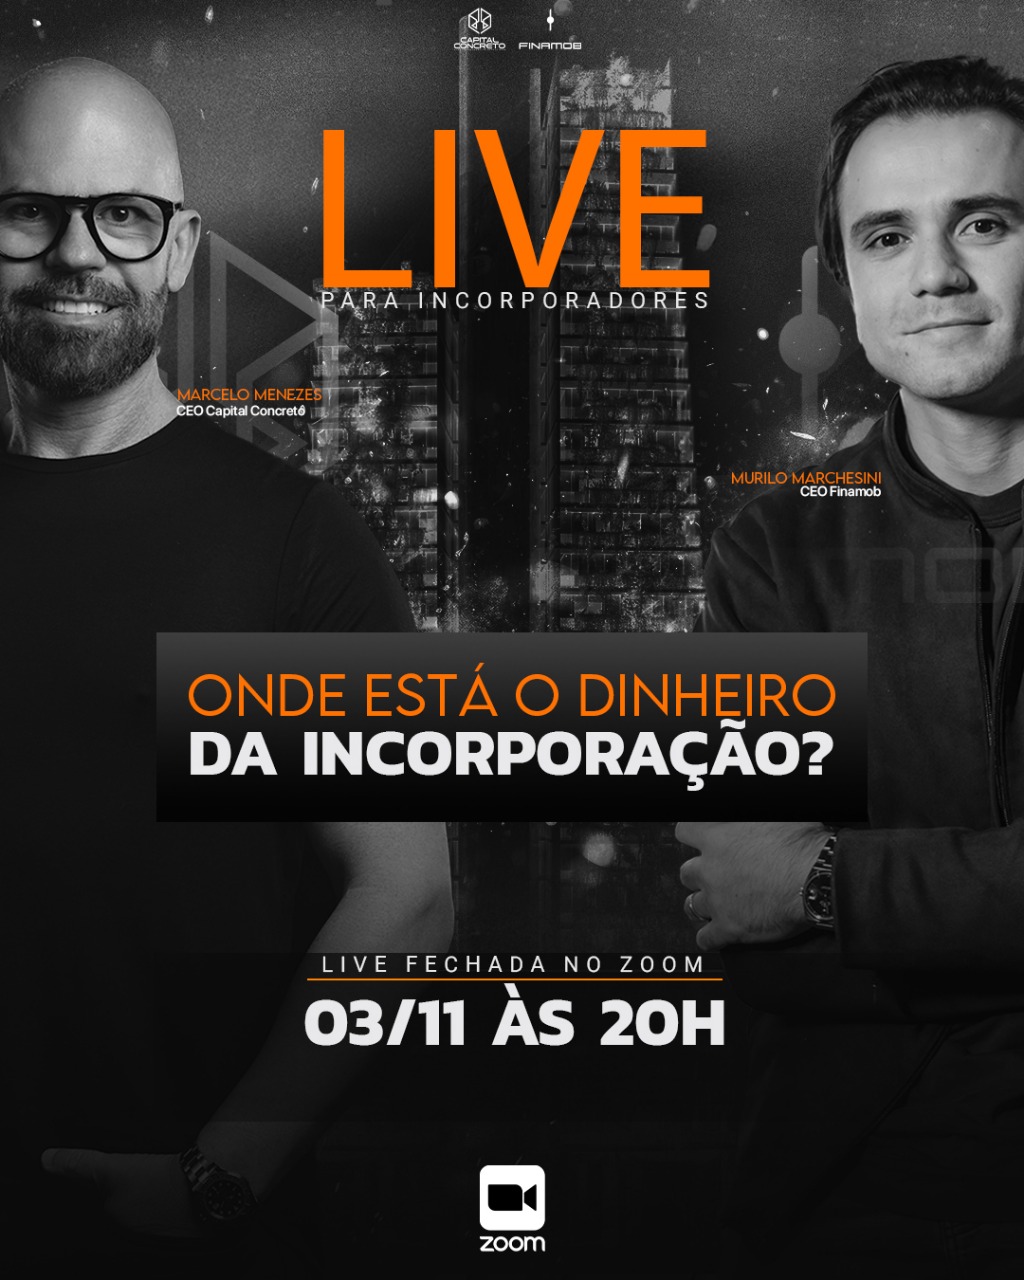 CAPITAL
CONCRETO
FINAMOB
LIVE
PARA INCORPORADORES
MARCELO MENEZES
CEO Capital Concreto
MURILO MARCHESINI
CEO Finamob
ONDE ESTÁ O DINHEIRO
DA INCORPORAÇÃO?
LIVE FECHADA NO ZOOM
03/11 ÀS 20H
zoom